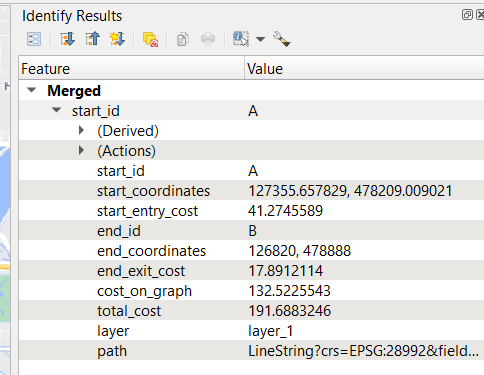 Identify Results
Feature Value
Merged
start_id A
(Derived)
(Actions)
start_id A
start_coordinates 127355.657829, 478209.009021
start_entry_cost 41.2745589
end_id B
end_coordinates 126820, 478888
end_exit_cost 17.8912114
cost_on_graph 132.5225543
total_cost 191.6883246
layer layer_1
path LineString?crs=EPSG:28992&field...